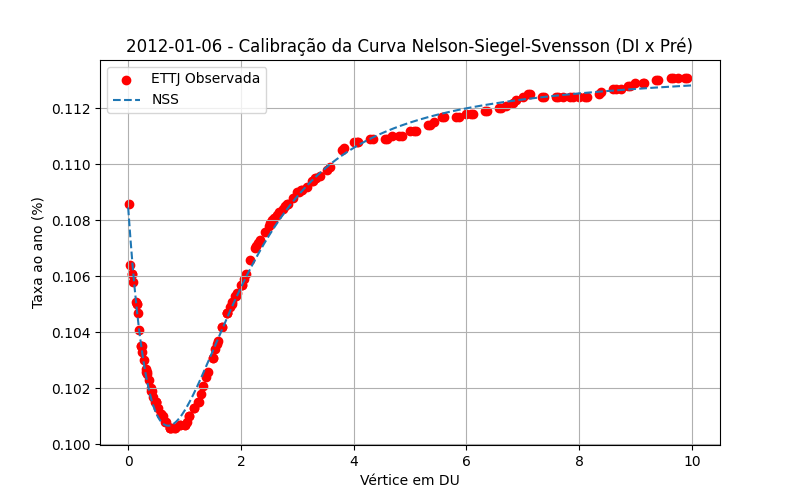 2012-01-06 - Calibração da Curva Nelson-Siegel-Svensson (DI x Pré)
ETTJ Observada
NSS
Taxa ao ano (%)
0.112
0.110
0.108
0.106
0.104
0.102
0.100
0 2 4 6 8 10
Vértice em DU